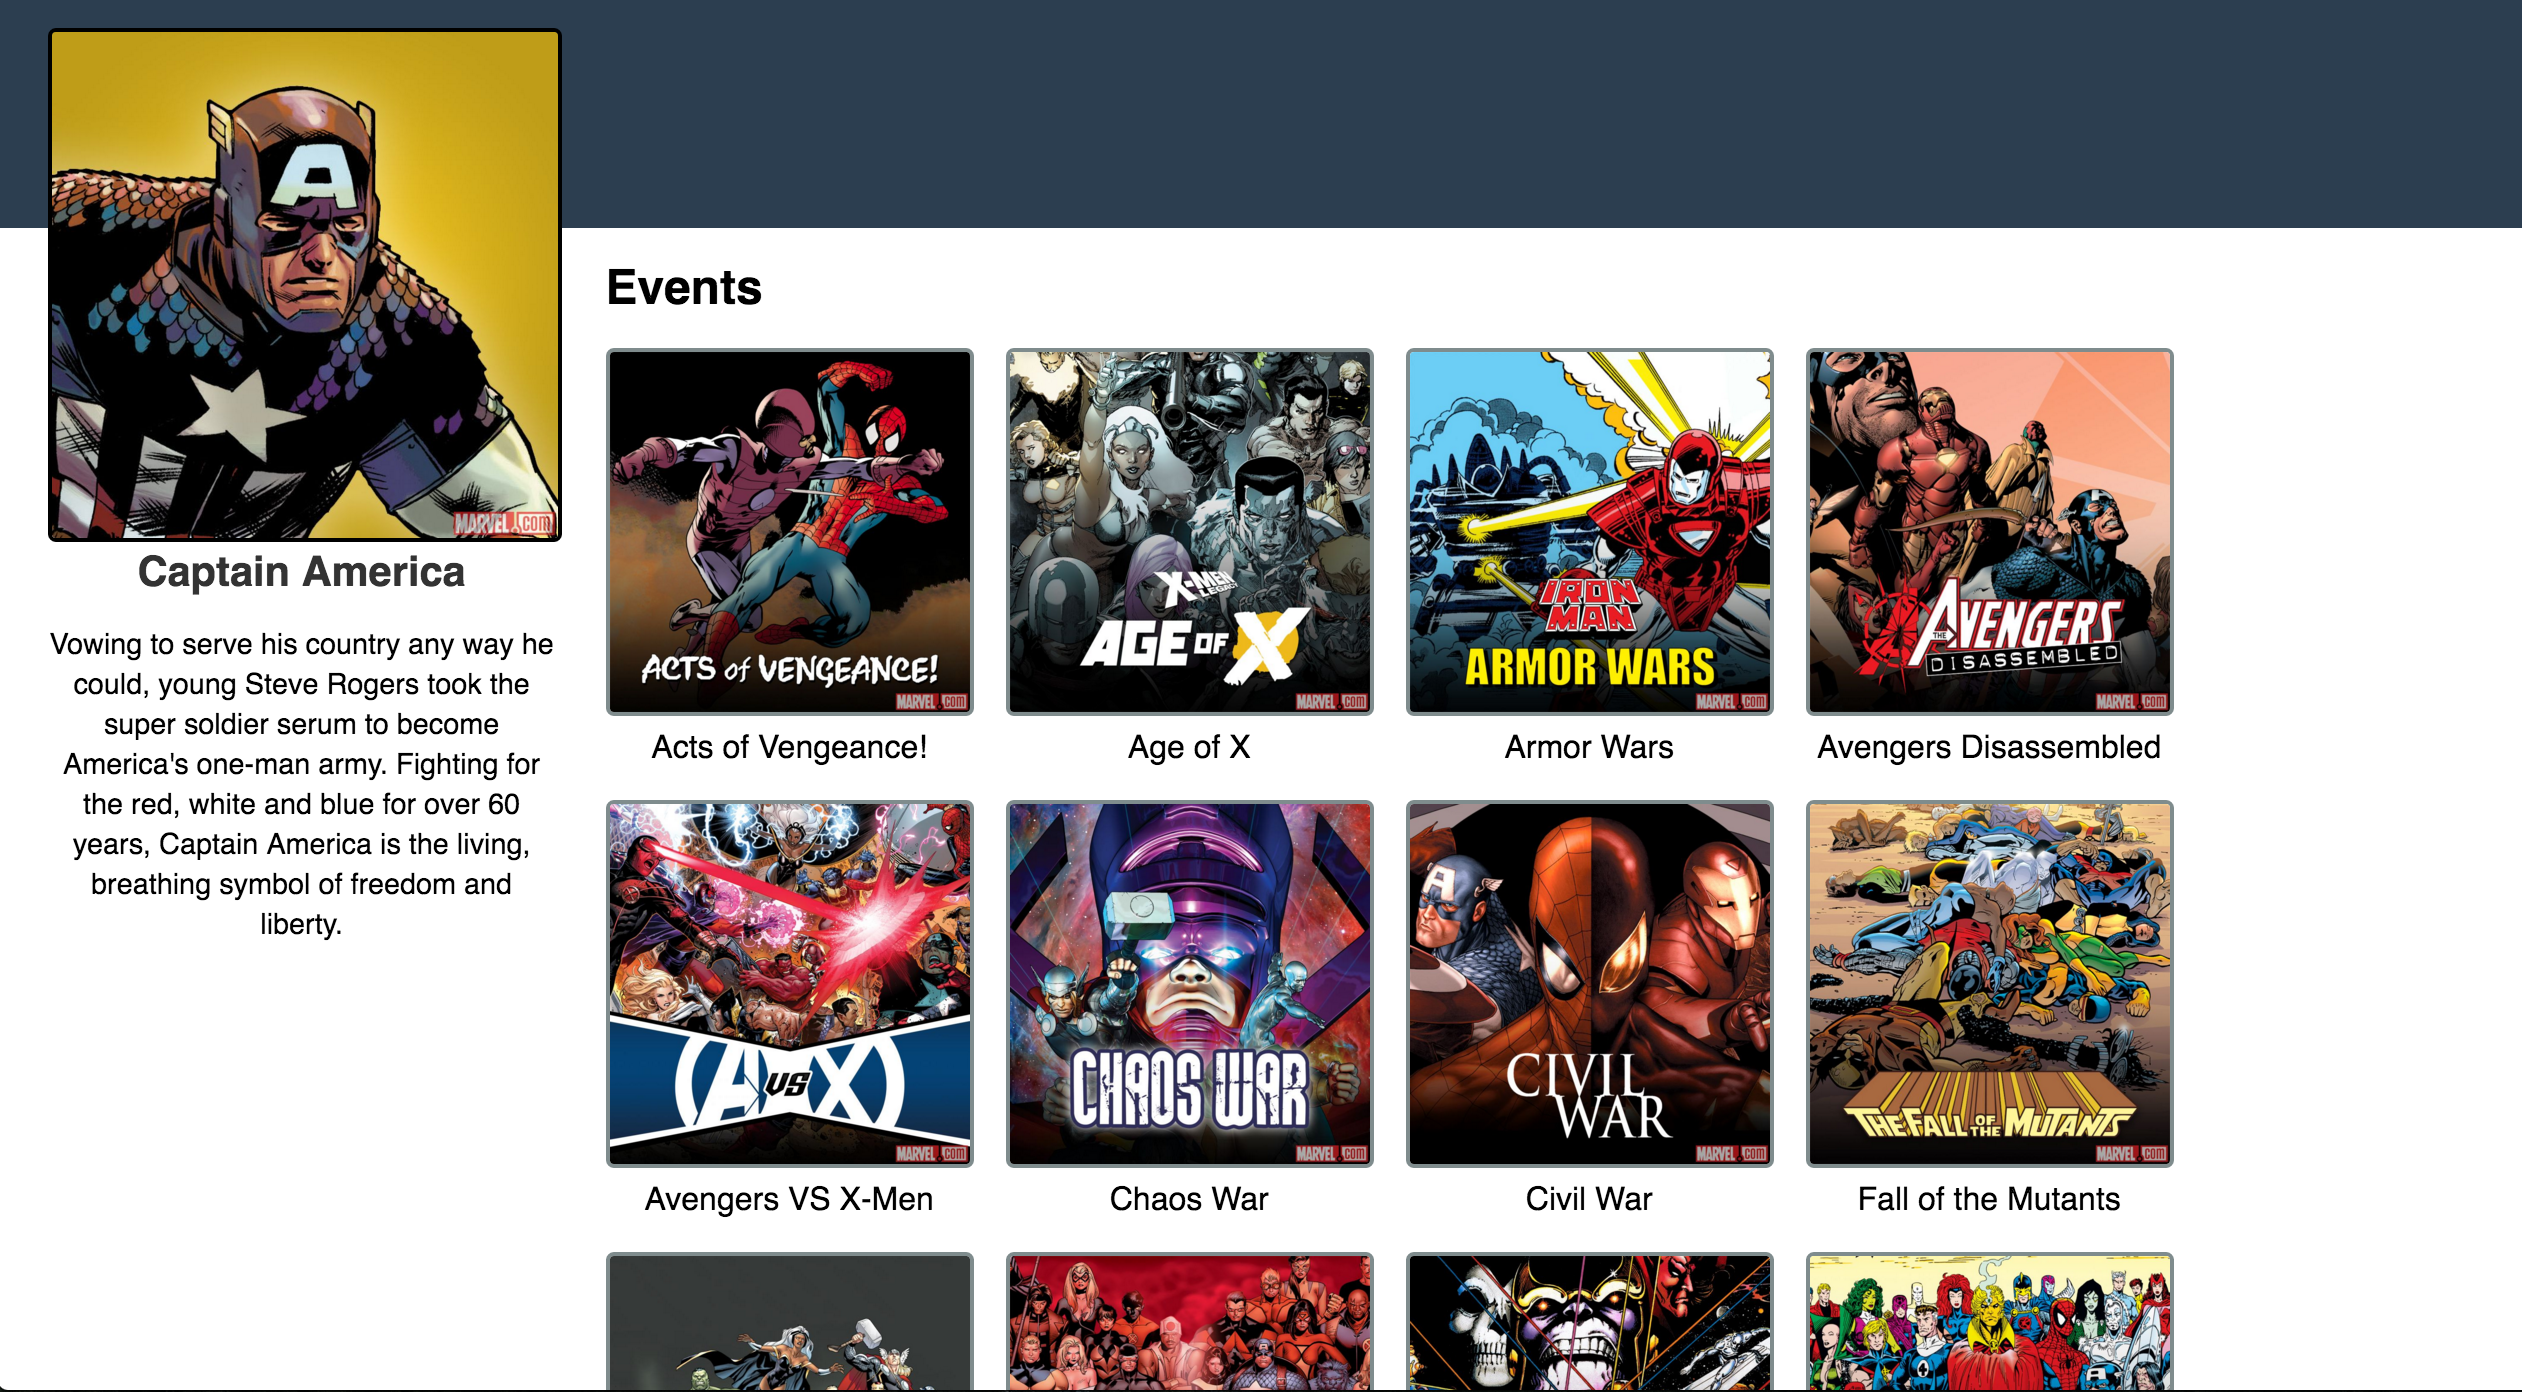 A
MARVEL.COM
Captain America
Vowing to serve his country any way he
could, young Steve Rogers took the
super soldier serum to become
America's one-man army. Fighting for
the red, white and blue for over 60
years, Captain America is the living,
breathing symbol of freedom and
liberty.
Events
ACTS of VENGEANCE!
MARVEL.COM
Acts of Vengeance!
X-MEN
LEGACY
AGE OF X
MARVEL.COM
Age of X
IRON
MAN
ARMOR WARS
MARVEL.COM
Armor Wars
THE AVENGERS
DISASSEMBLED
MARVEL.COM
Avengers Disassembled
A VS X
MARVEL.COM
Avengers VS X-Men
CHAOS WAR
MARVEL.COM
Chaos War
A
CIVIL
WAR
MARVEL.COM
Civil War
THE FALL OF THE MUTANTS
MARVEL.COM
Fall of the Mutants